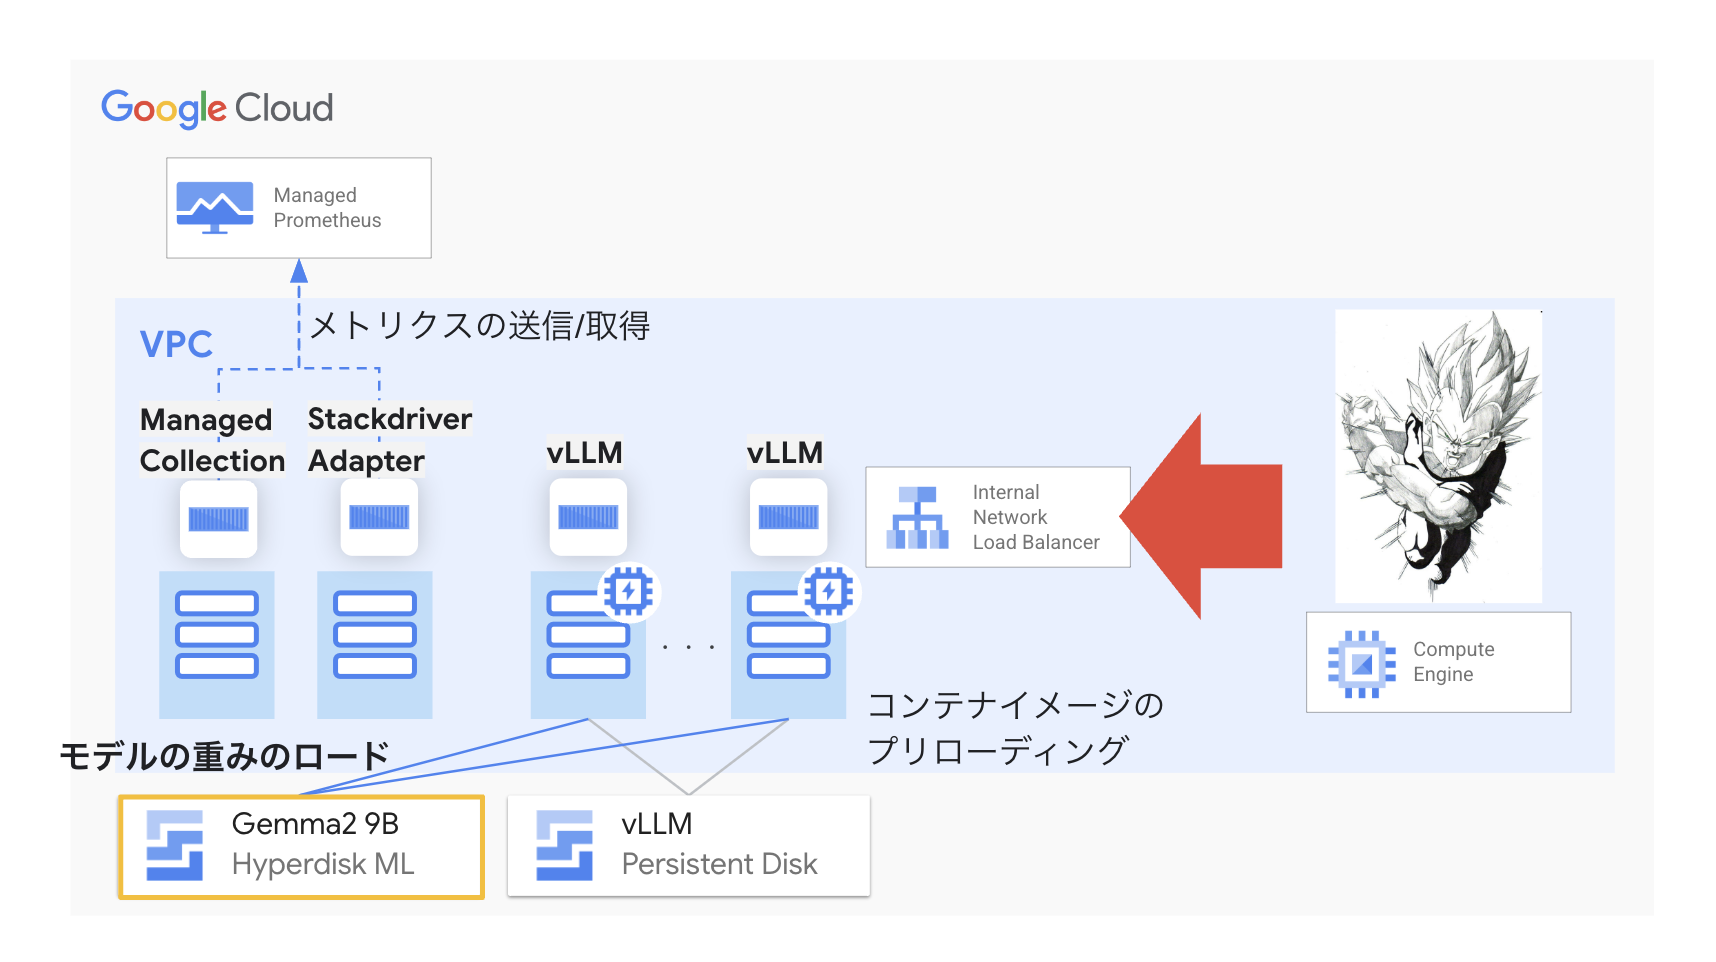 Google Cloud
Managed
Prometheus
メトリクスの送信/取得
VPC
Managed
Collection
Stackdriver
Adapter
vLLM
vLLM
Internal
Network
Load Balancer
. . .
Compute
Engine
コンテナイメージの
プリローディング
モデルの重みのロード
Gemma2 9B
Hyperdisk ML
vLLM
Persistent Disk